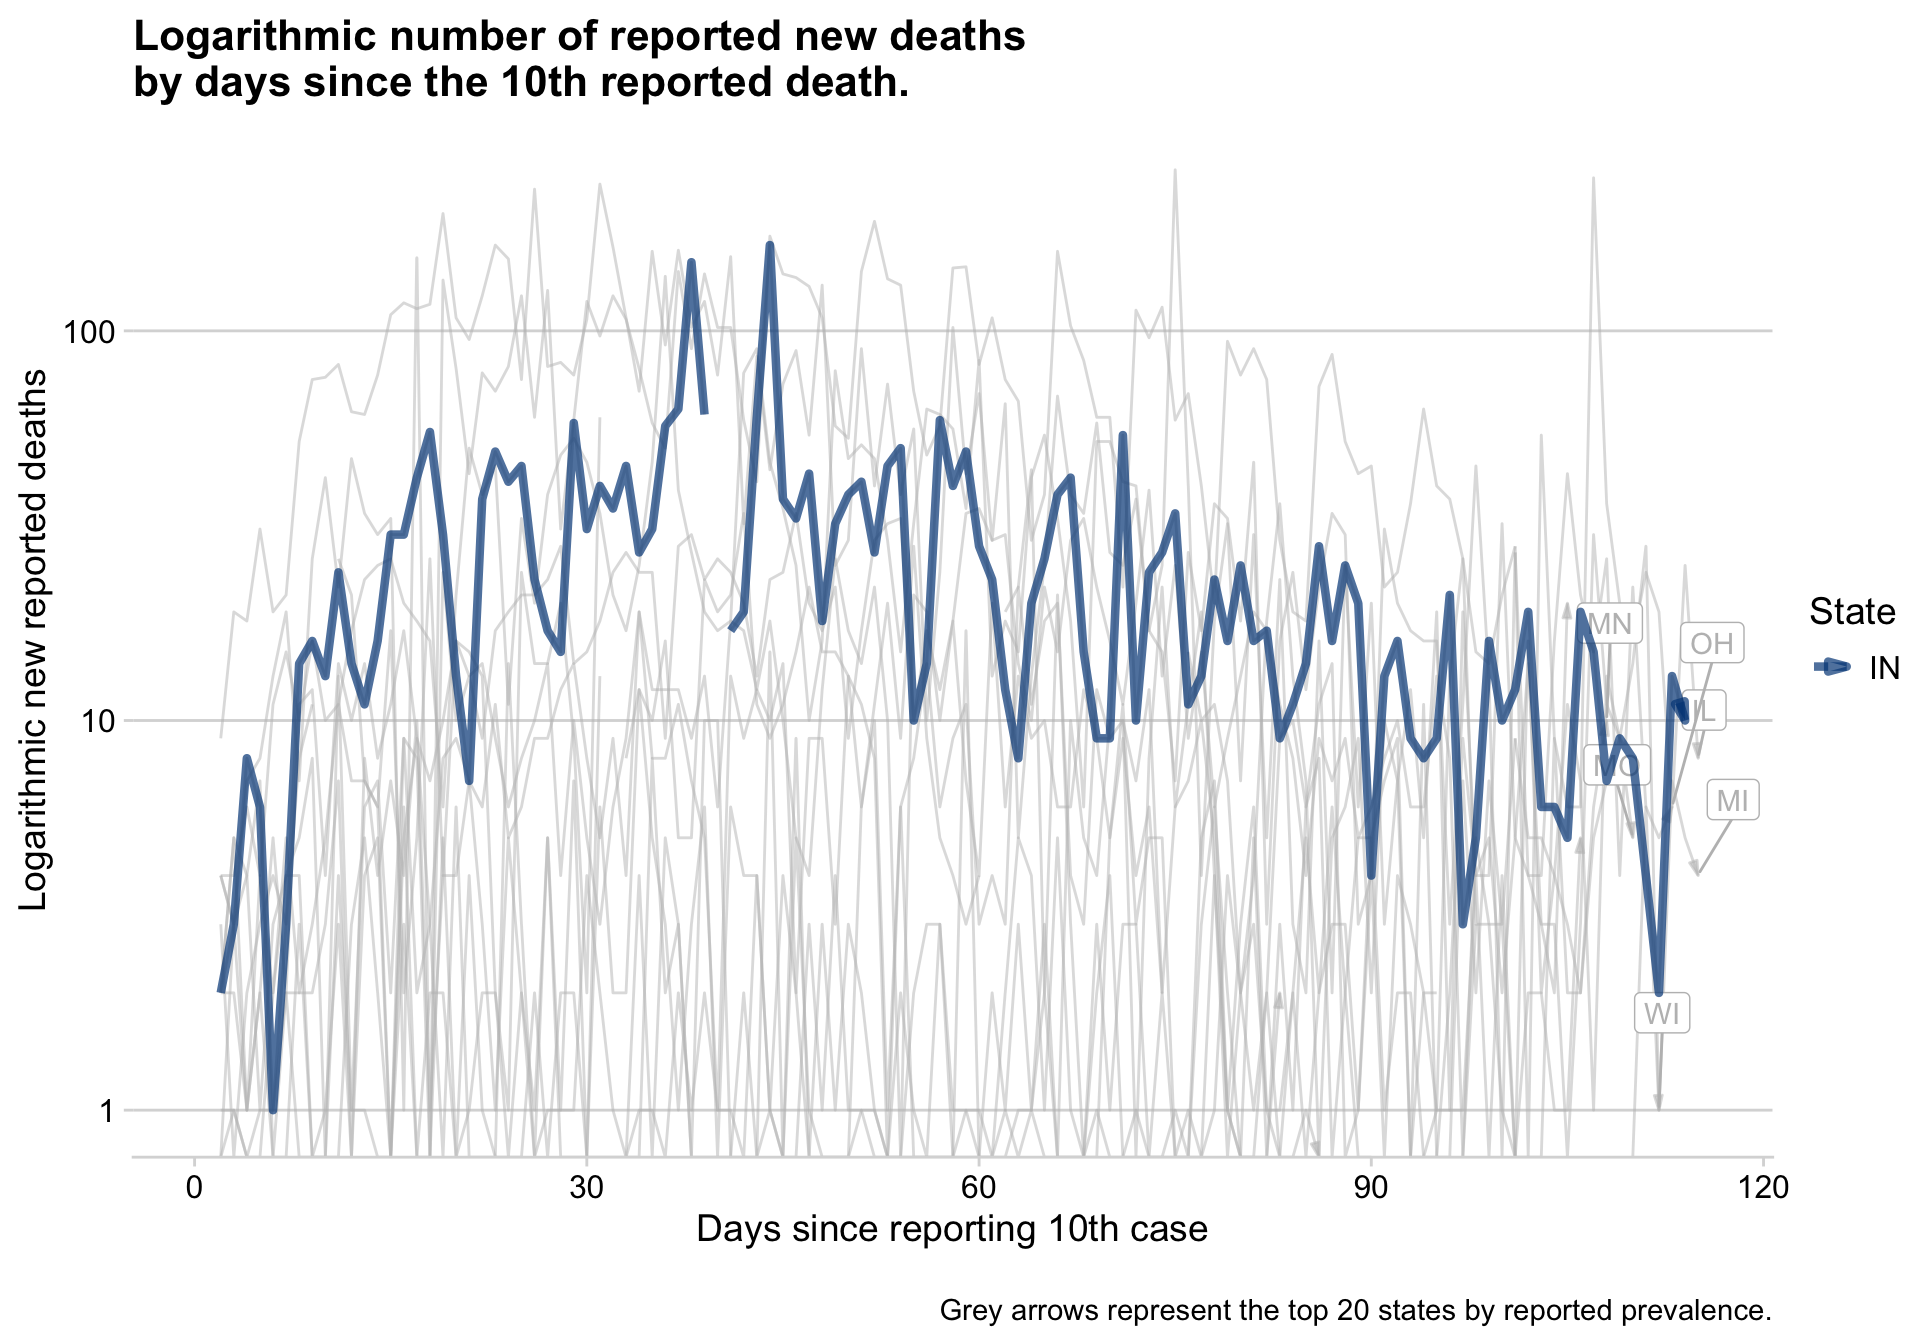 Logarithmic number of reported new deaths
by days since the 10th reported death.
Logarithmic new reported deaths
100
10
1
MN
OH
IL
MO
MI
WI
State
IN
0
30
60
90
120
Days since reporting 10th case
Grey arrows represent the top 20 states by reported prevalence.